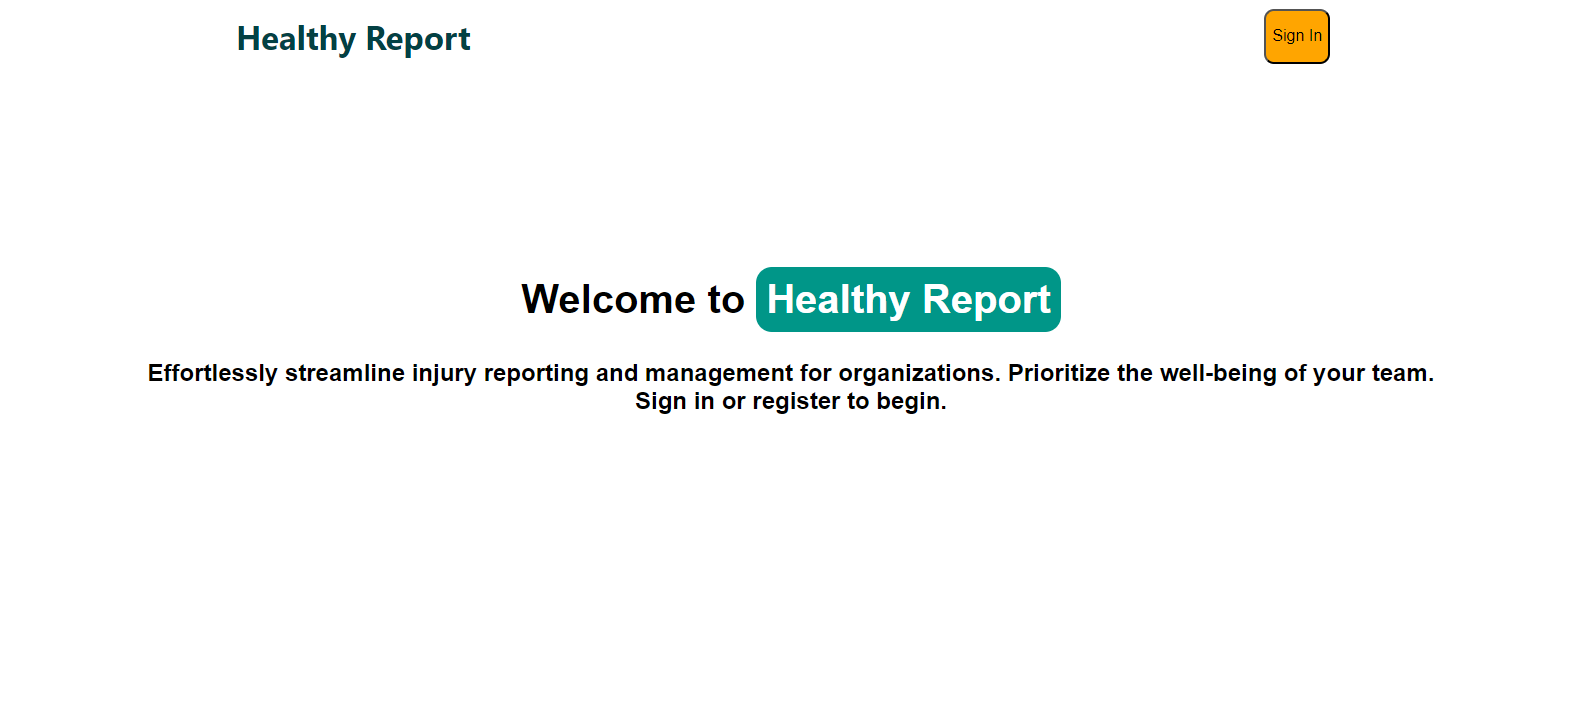 Healthy Report
Sign In
Welcome to Healthy Report
Effortlessly streamline injury reporting and management for organizations. Prioritize the well-being of your team.
Sign in or register to begin.